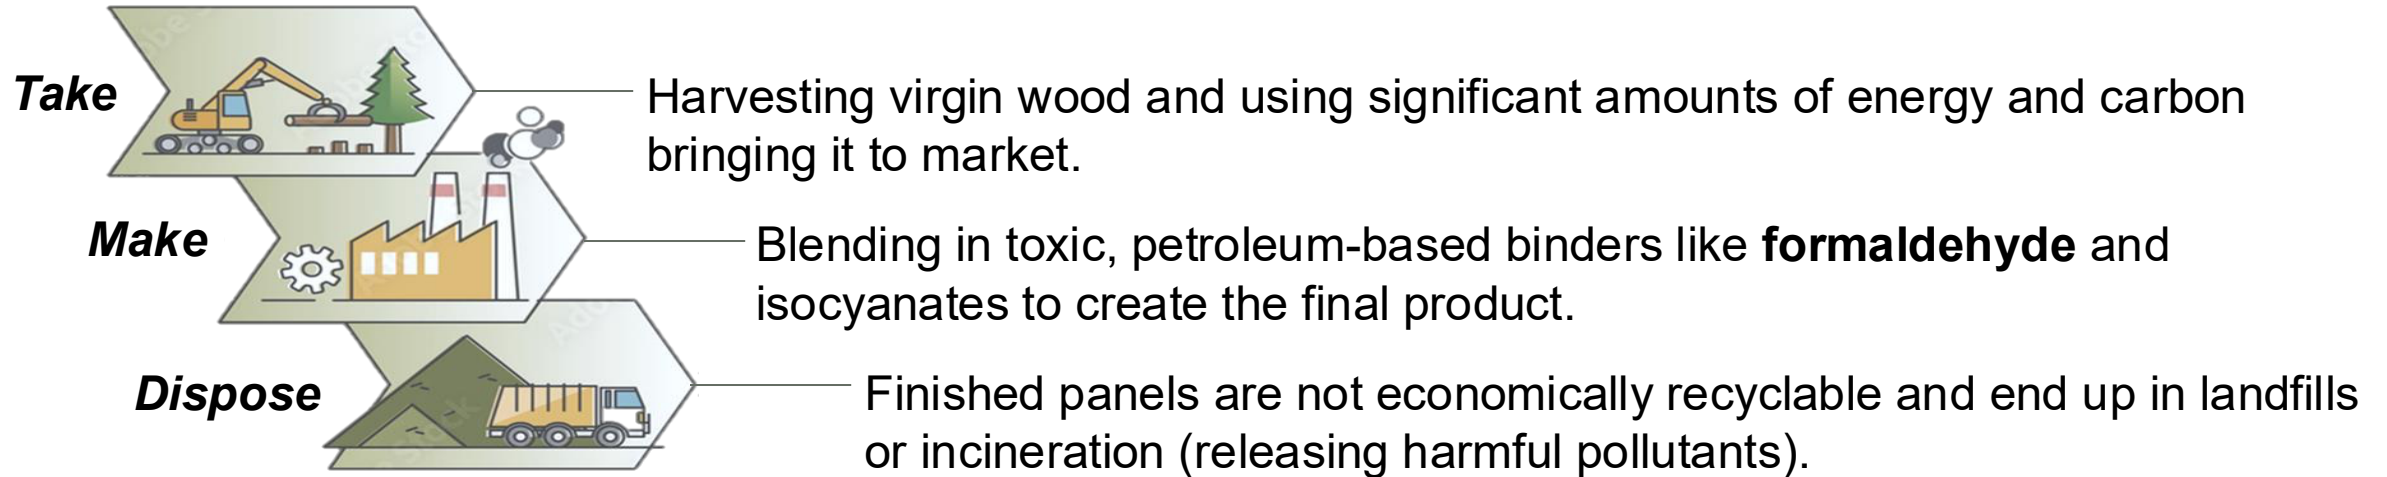 Take
Harvesting virgin wood and using significant amounts of energy and carbon
bringing it to market.
Make
Blending in toxic, petroleum-based binders like formaldehyde and
isocyanates to create the final product.
Dispose
Finished panels are not economically recyclable and end up in landfills
or incineration (releasing harmful pollutants).